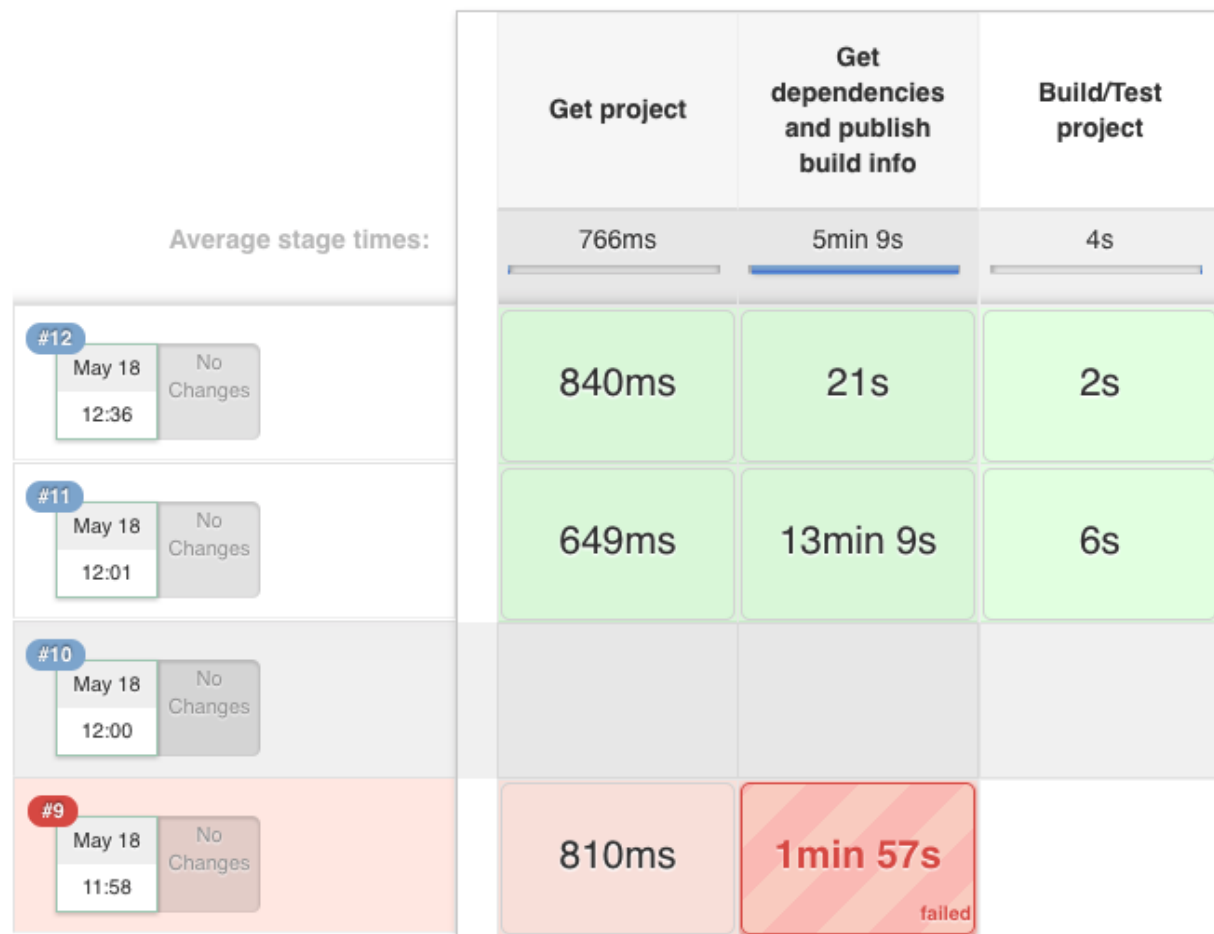 Get project
Get
dependencies
and publish
build info
Build/Test
project
Average stage times:
766ms
5min 9s
4s
#12
May 18
12:36
No
Changes
840ms
21s
2s
#11
May 18
12:01
No
Changes
649ms
13min 9s
6s
#10
May 18
12:00
No
Changes
#9
May 18
11:58
No
Changes
810ms
1min 57s
failed